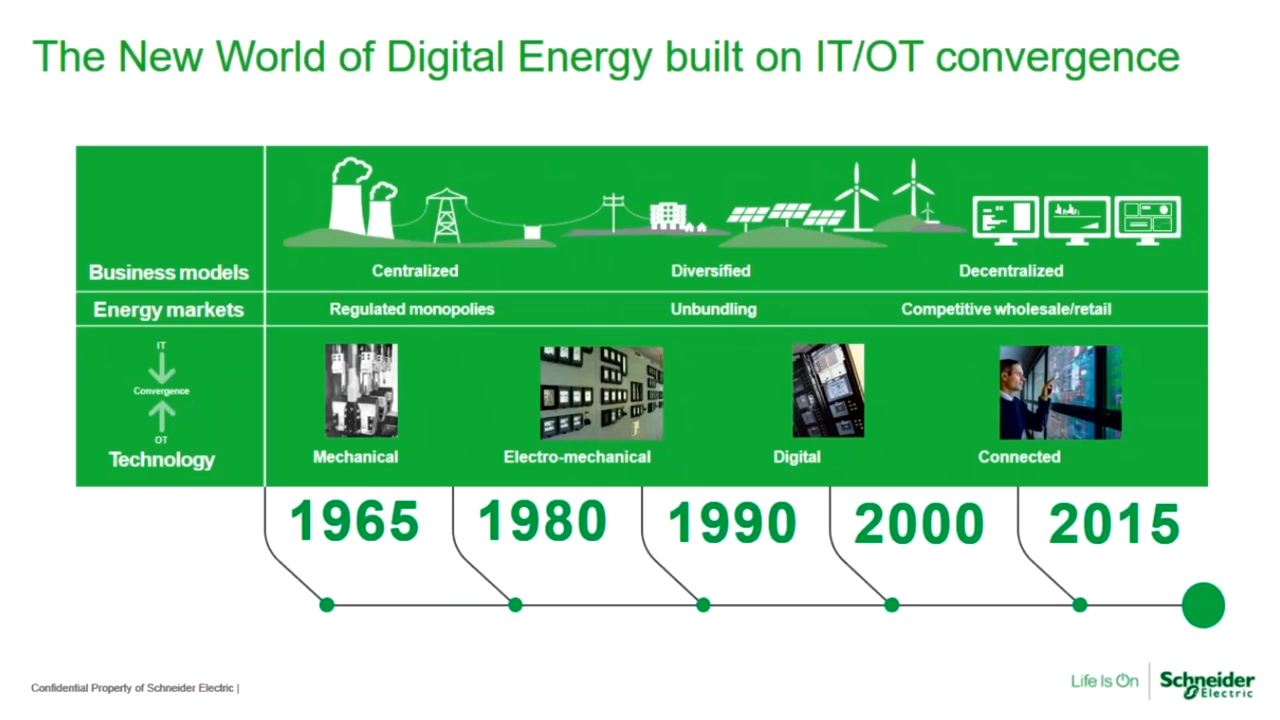 The New World of Digital Energy built on IT/OT convergence
Business models
Centralized
Diversified
Decentralized
Energy markets
Regulated monopolies
Unbundling
Competitive wholesale/retail
IT
Convergence
OT
Technology
Mechanical
Electro-mechanical
Digital
Connected
1965
1980
1990
2000
2015
Confidential Property of Schneider Electric |
Life Is On
Schneider
Electric